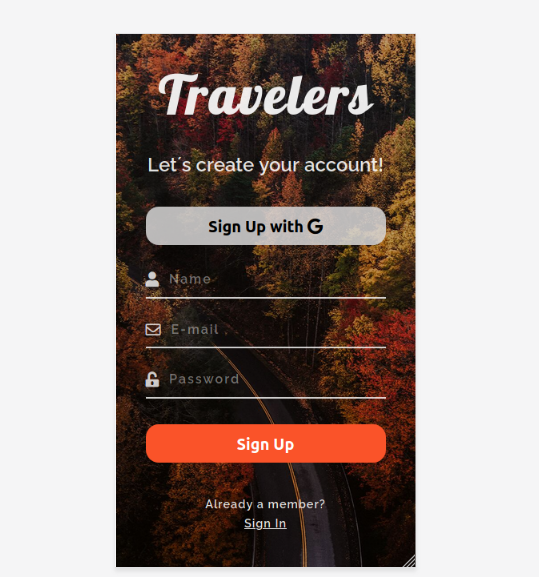 Travelers
Let´s create your account!
Sign Up with G
Name
E-mail
Password
Sign Up
Already a member?
Sign In